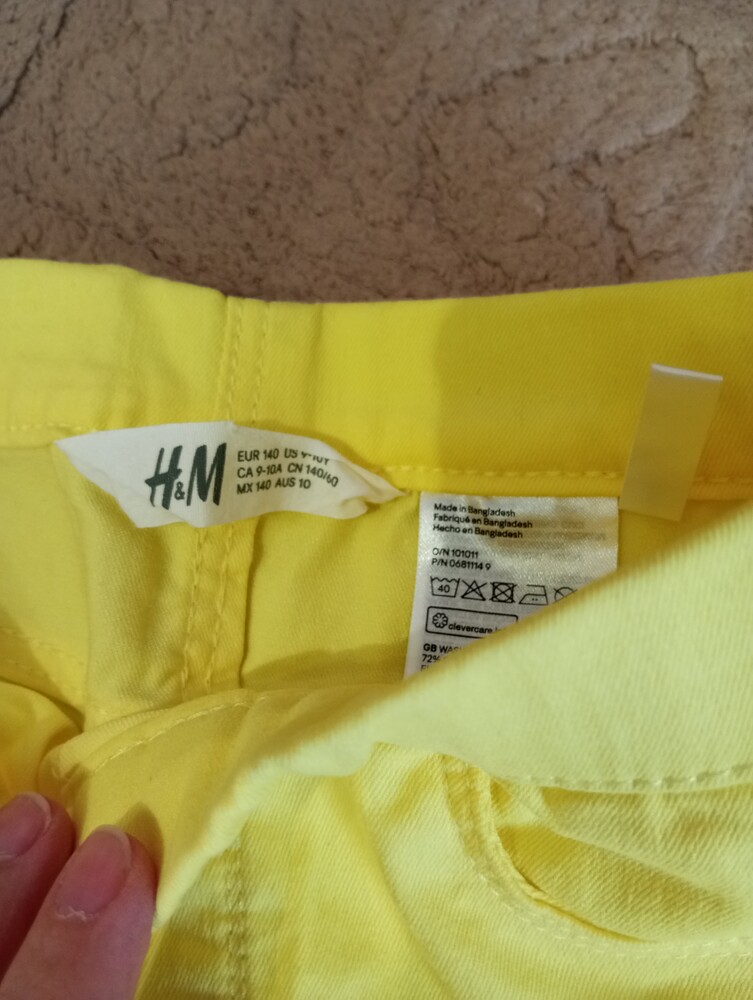 H&M
EUR 140 US 9-10Y
CA 9-10A CN 140/60
MX 140 AUS 10
Made in Bangladesh
Fabriqué en Bangladesh
Hecho en Bangladesh
O/N 101011
P/N 0681114 9
40
clevercare
GB
72%